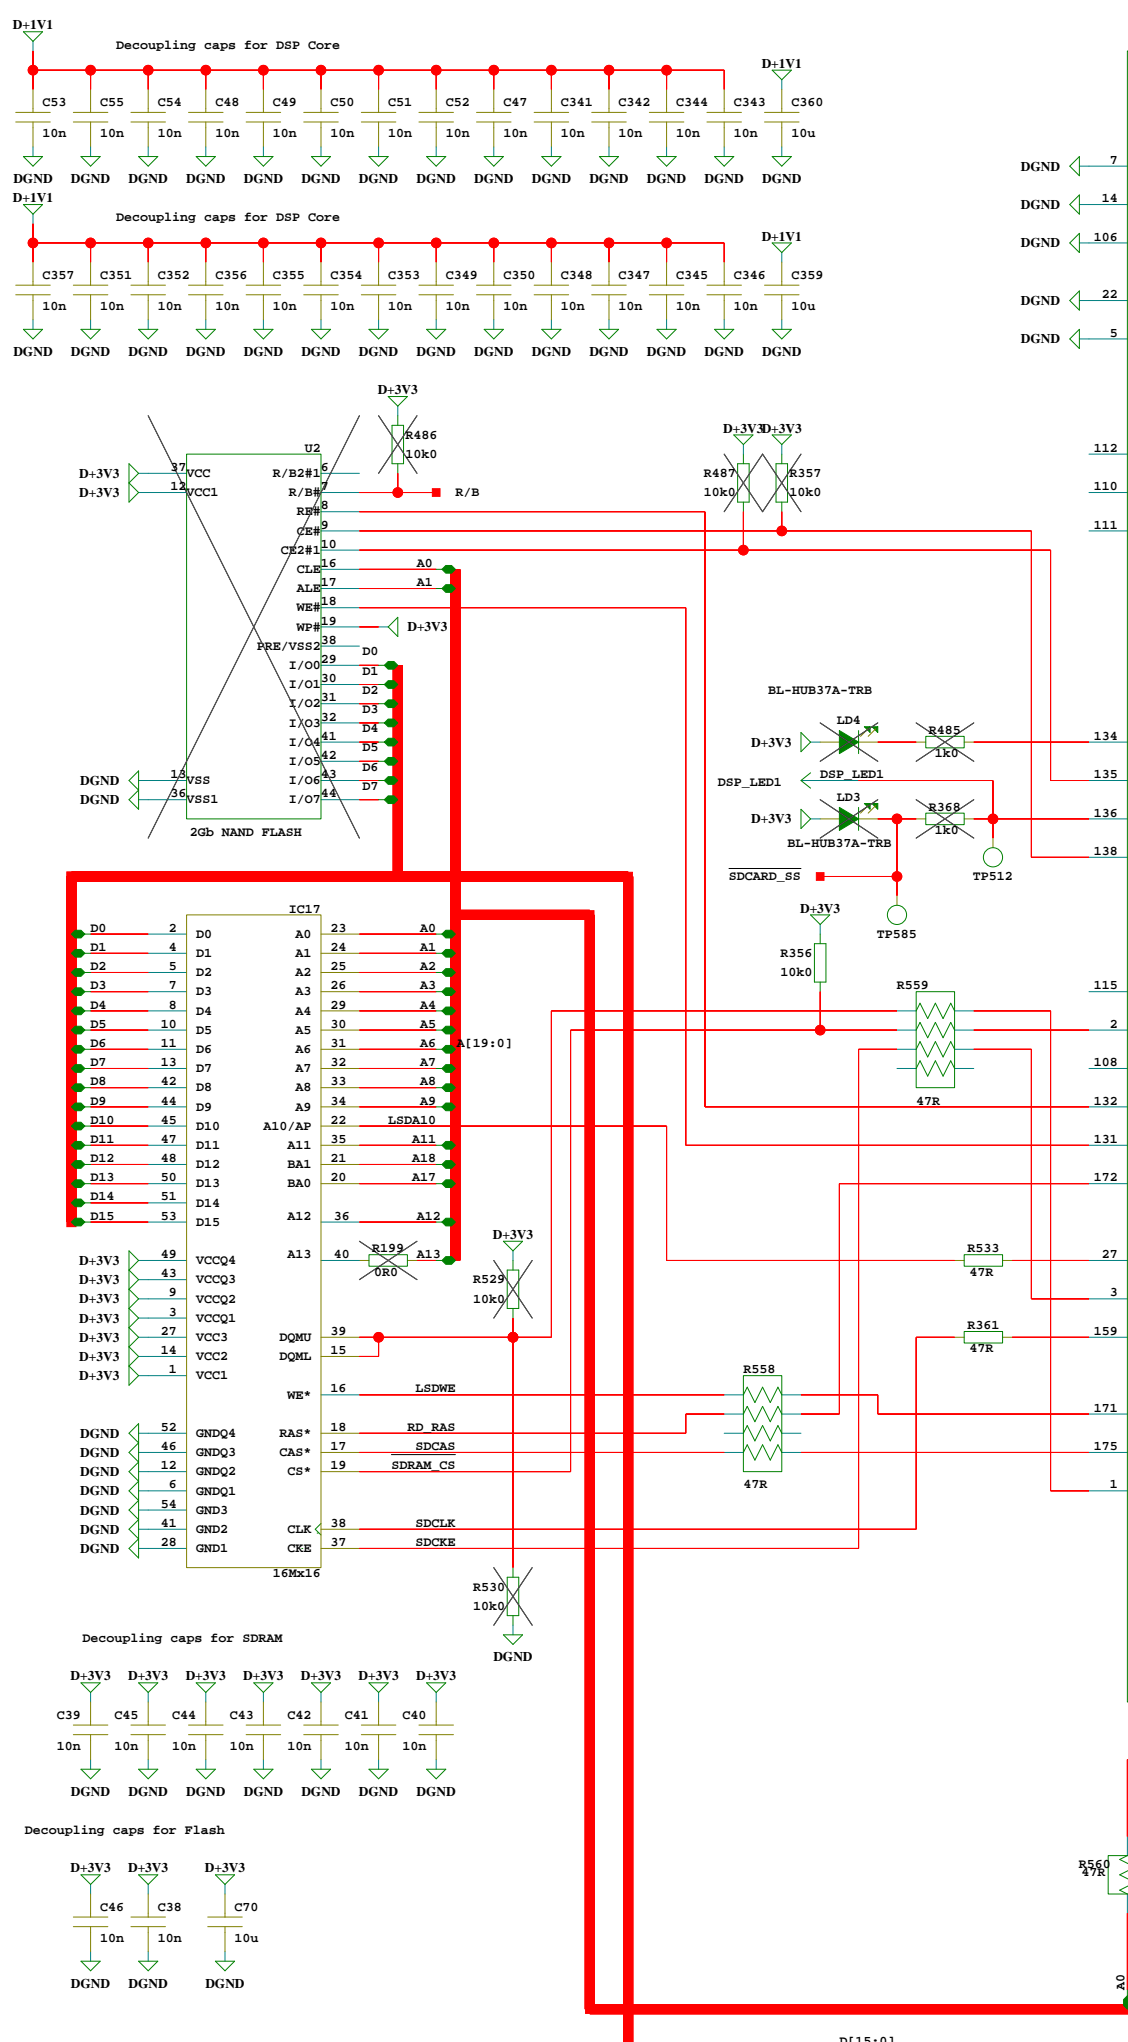 D+1V1
Decoupling caps for DSP Core
D+1V1
C53 C55 C54 C48 C49 C50 C51 C52 C47 C341 C342 C344 C343 C360
10n 10n 10n 10n 10n 10n 10n 10n 10n 10n 10n 10n 10n 10u
DGND DGND DGND DGND DGND DGND DGND DGND DGND DGND DGND DGND DGND DGND
DGND 7
D+1V1
DGND 14
Decoupling caps for DSP Core
D+1V1
DGND 106
C357 C351 C352 C356 C355 C354 C353 C349 C350 C348 C347 C345 C346 C359
10n 10n 10n 10n 10n 10n 10n 10n 10n 10n 10n 10n 10n 10u
DGND 22
DGND 5
DGND DGND DGND DGND DGND DGND DGND DGND DGND DGND DGND DGND DGND DGND
D+3V3
D+3V3 D+3V3
R486
10k0
U2
112
D+3V3 37 VCC R/B2#1 6
R487 R357
10k0 10k0
D+3V3 12 VCC1 R/B# 7 R/B
110
RE# 8
CE# 9
111
CE2#1 10
CLE 16 A0
ALE 17 A1
WE# 18
WP# 19 D+3V3
PRE/VSS2 38
I/O0 29 D0
I/O1 30 D1
I/O2 31 D2
I/O3 32 D3
I/O4 41 D4
I/O5 42 D5
DGND 13 VSS I/O6 43 D6
DGND 36 VSS1 I/O7 44 D7
2Gb NAND FLASH
BL-HUB37A-TRB
LD4 R485
D+3V3 1k0 134
DSP_LED1 DSP_LED1 135
LD3 R368
D+3V3 1k0 136
BL-HUB37A-TRB
138
SDCARD_SS TP512
TP585
D+3V3
R356
10k0
IC17
D0 2 D0 A0 23 A0
D1 4 D1 A1 24 A1
D2 5 D2 A2 25 A2
D3 7 D3 A3 26 A3
D4 8 D4 A4 29 A4
D5 10 D5 A5 30 A5
D6 11 D6 A6 31 A6 A[19:0]
D7 13 D7 A7 32 A7
D8 42 D8 A8 33 A8
D9 44 D9 A9 34 A9
D10 45 D10 A10/AP 22 LSDA10
D11 47 D11 A11 35 A11
D12 48 D12 BA1 21 A18
D13 50 D13 BA0 20 A17
D14 51 D14
D15 53 D15 A12 36 A12
R559
47R
115
2
108
132
131
172
D+3V3 49 VCCQ4 A13 40 R199 0R0 A13
D+3V3 43 VCCQ3
D+3V3 9 VCCQ2
D+3V3 3 VCCQ1
D+3V3 27 VCC3 DQMU 39
D+3V3 14 VCC2 DQML 15
D+3V3 1 VCC1
D+3V3
R529
10k0
R533
47R
27
3
R361
47R
159
WE* 16 LSDWE
R558
DGND 52 GNDQ4 RAS* 18 RD_RAS
DGND 46 GNDQ3 CAS* 17 SDCAS
DGND 12 GNDQ2 CS* 19 SDRAM_CS
47R
171
175
1
DGND 6 GNDQ1
DGND 54 GND3
DGND 41 GND2 CLK 38 SDCLK
DGND 28 GND1 CKE 37 SDCKE
16Mx16
R530
10k0
DGND
Decoupling caps for SDRAM
D+3V3 D+3V3 D+3V3 D+3V3 D+3V3 D+3V3 D+3V3
C39 C45 C44 C43 C42 C41 C40
10n 10n 10n 10n 10n 10n 10n
DGND DGND DGND DGND DGND DGND DGND
Decoupling caps for Flash
D+3V3 D+3V3 D+3V3
R560
47R
C46 C38 C70
10n 10n 10u
DGND DGND DGND
A0
D[15:0]